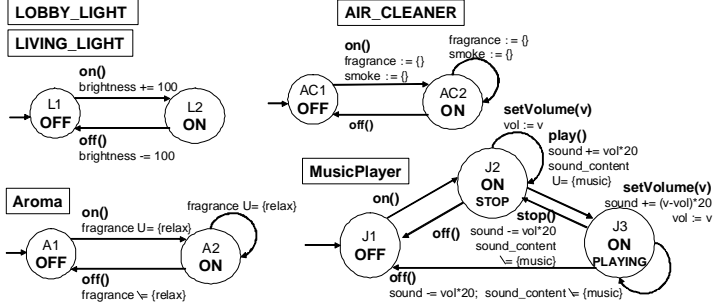 LOBBY_LIGHT
LIVING_LIGHT
on()
brightness += 100
L1
OFF
L2
ON
off()
brightness -= 100
AIR_CLEANER
on()
fragrance := {}
smoke := {}
fragrance : = {}
smoke : = {}
AC1
OFF
AC2
ON
off()
Aroma
on()
fragrance U= {relax}
fragrance U= {relax}
A1
OFF
A2
ON
off()
fragrance \= {relax}
MusicPlayer
setVolume(v)
vol := v
play()
sound += vol*20
sound_content
U= {music}
J2
ON
STOP
on()
off()
stop()
sound -= vol*20
sound_content
\= {music}
setVolume(v)
sound += (v-vol)*20
vol := v
J1
OFF
J3
ON
PLAYING
off()
sound -= vol*20; sound_content \= {music}